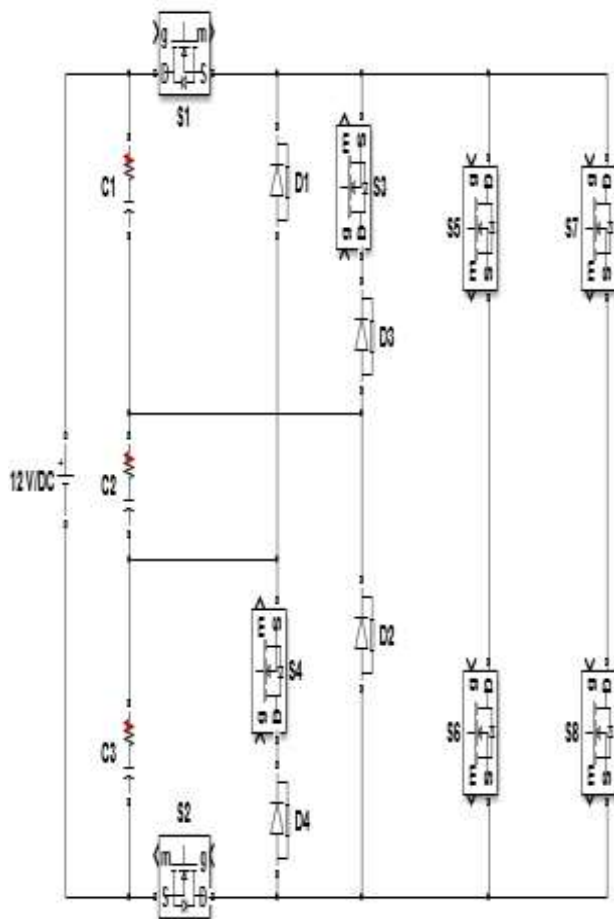 g m
D S
S1
C1
D1
m S
g D
S3
g D
m S
S5
g D
m S
S7
D3
+
12 V/DC
C2
m S
g D
S4
D2
g D
m S
S6
g D
m S
S8
C3
D4
S2
m g
S D